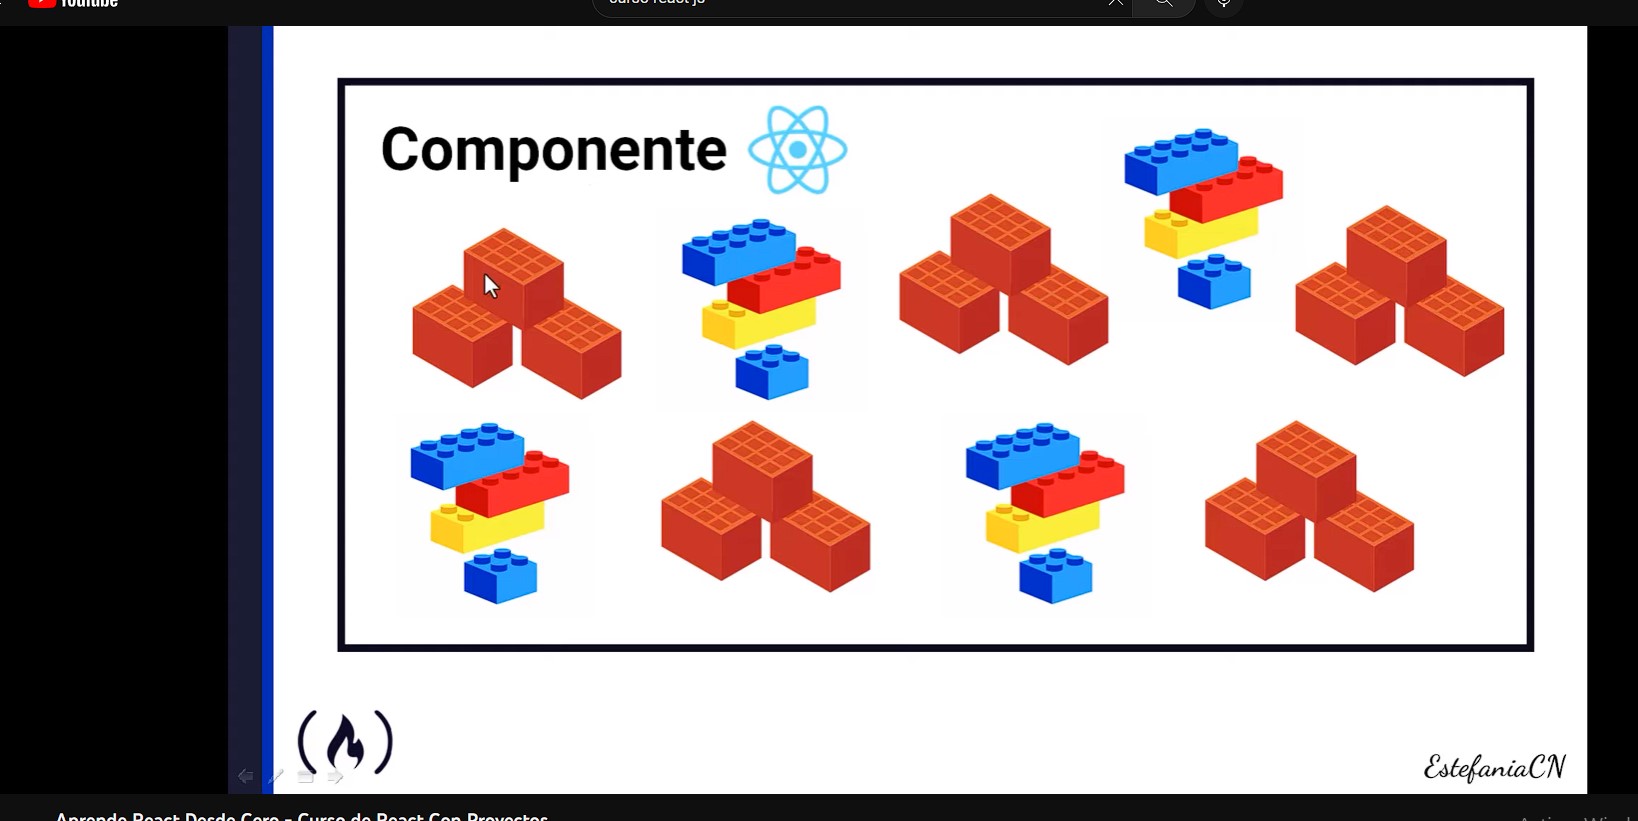 YouTube
curso react js
Componente
EstefaniaCN
Aprende React Desde Cero - Curso de React Con Proyectos